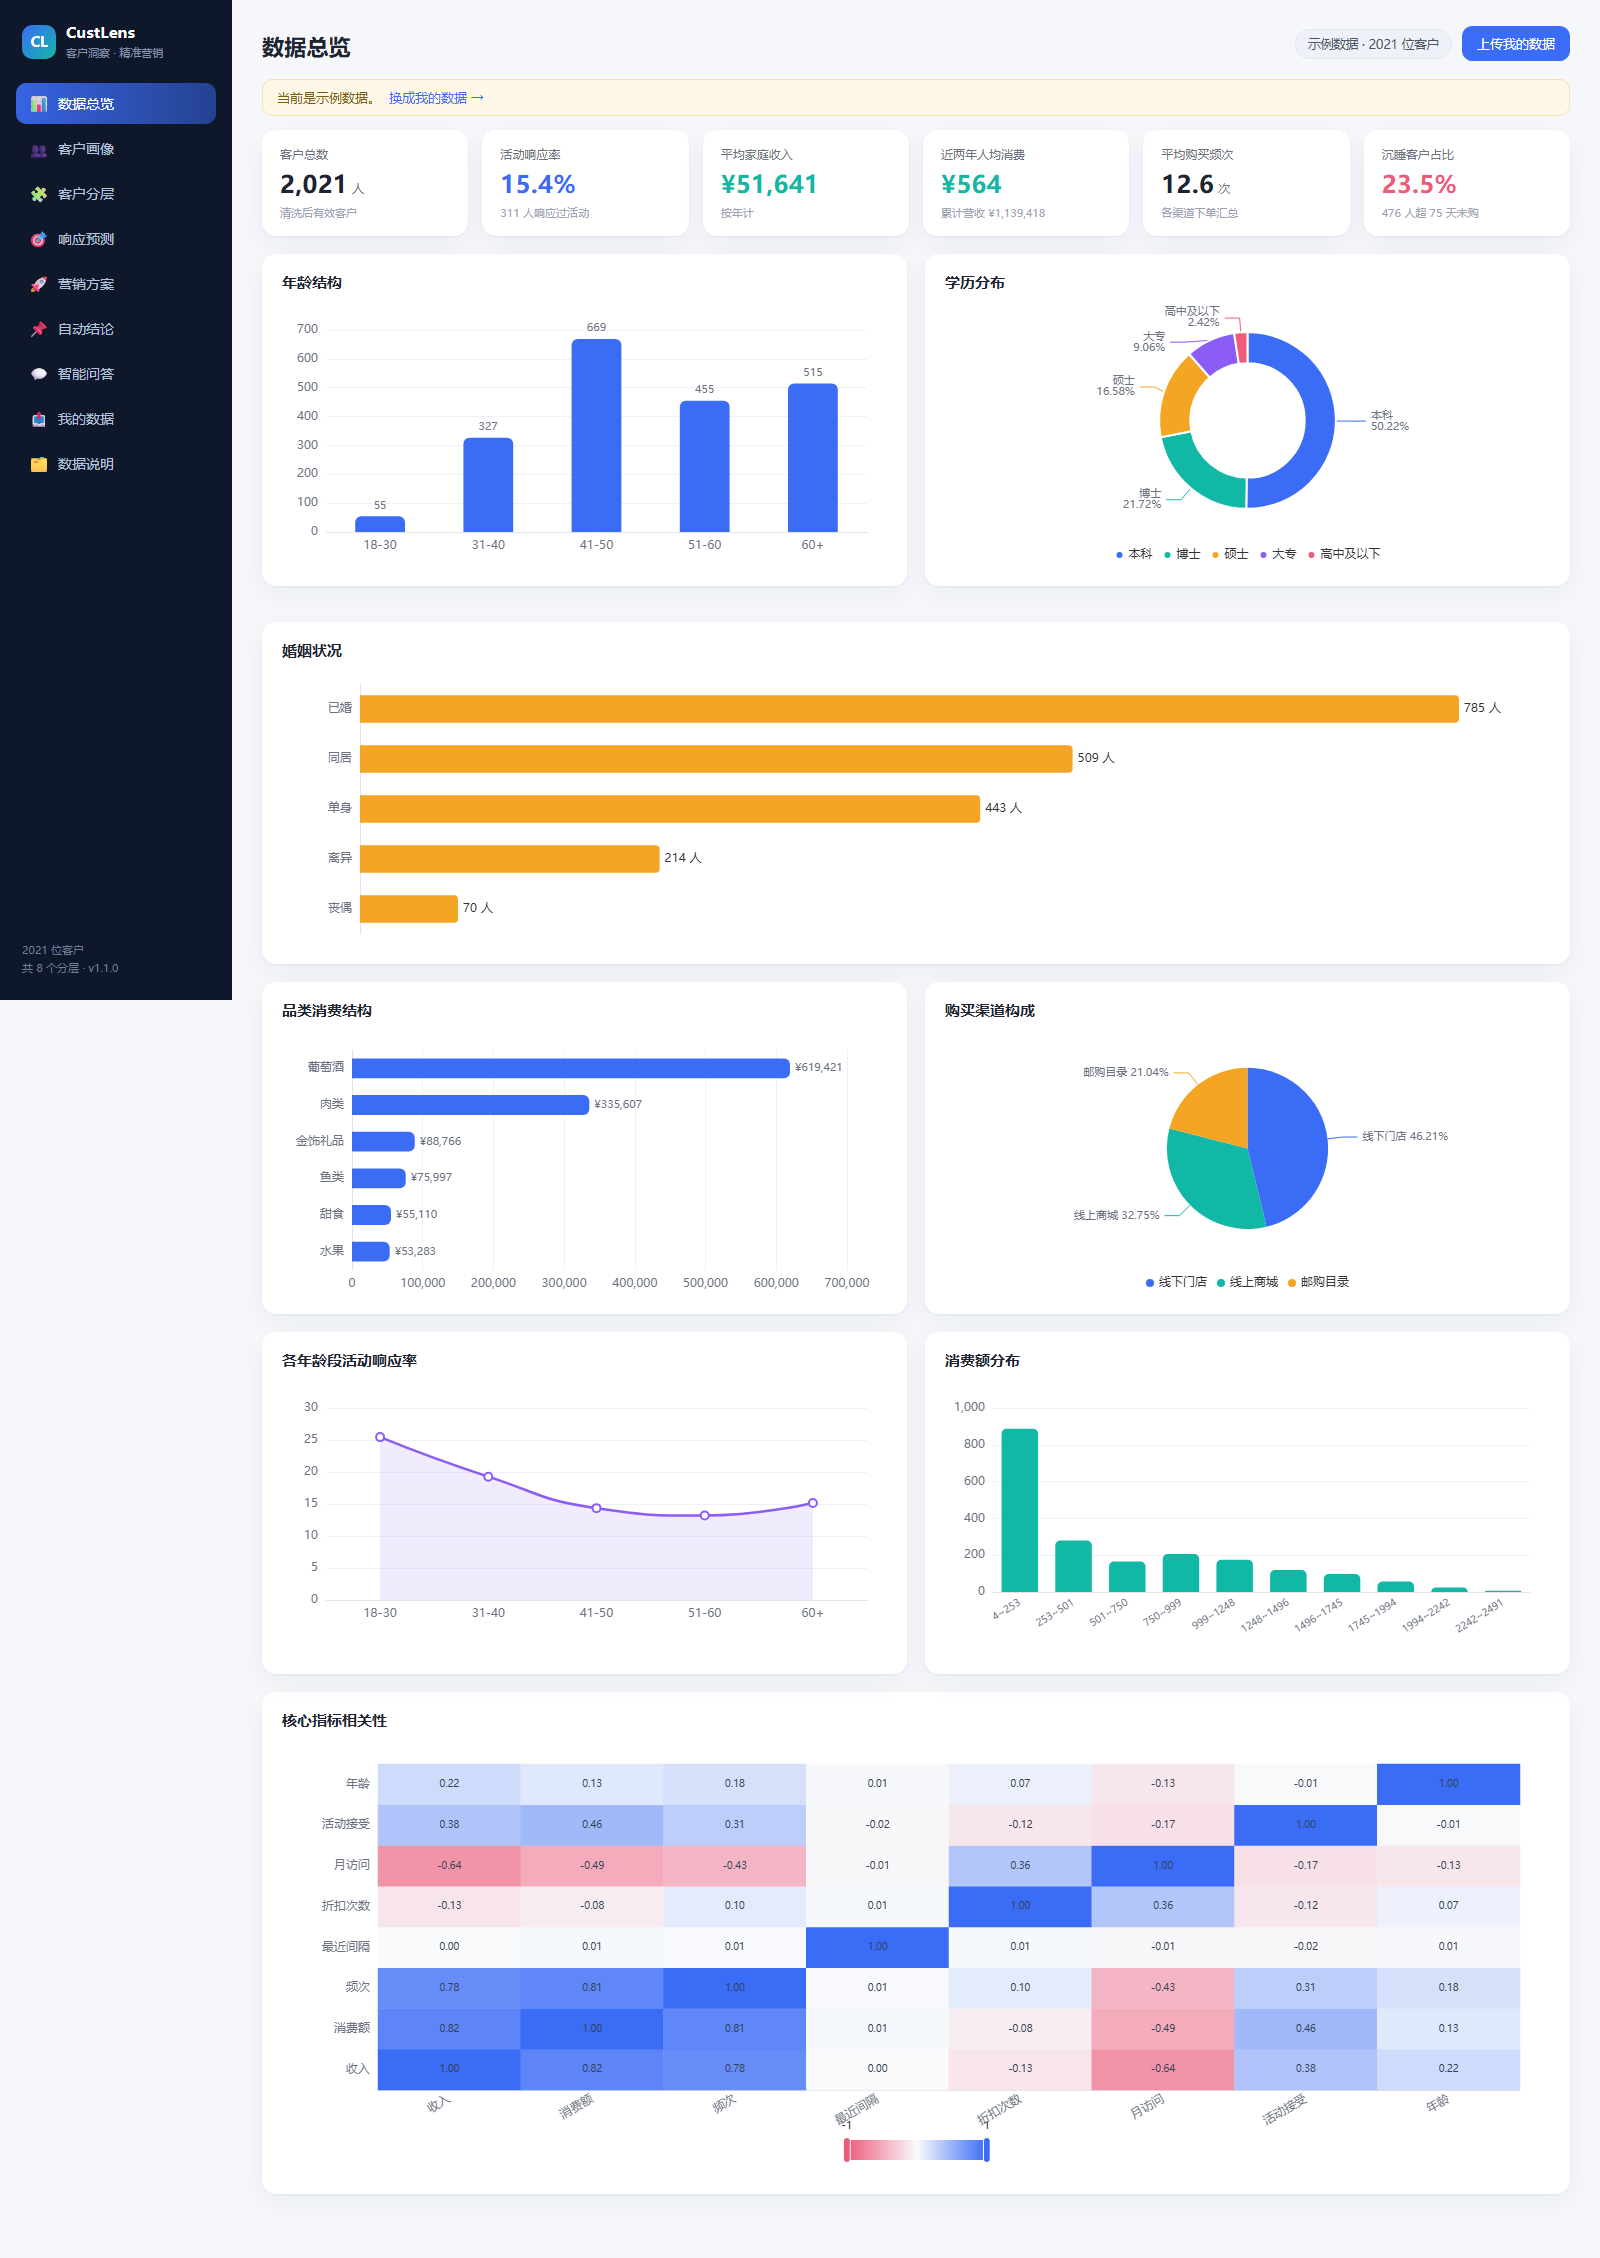 CL
CustLens
客户洞察 · 精准营销
数据总览
客户画像
客户分层
响应预测
营销方案
自动结论
智能问答
我的数据
数据说明
2021 位客户
共 8 个分层 · v1.1.0
数据总览
示例数据 · 2021 位客户
上传我的数据
当前是示例数据。 换成我的数据 →
客户总数
2,021 人
清洗后有效客户
活动响应率
15.4%
311 人响应过活动
平均家庭收入
¥51,641
按年计
近两年人均消费
¥564
累计营收 ¥1,139,418
平均购买频次
12.6 次
各渠道下单汇总
沉睡客户占比
23.5%
476 人超 75 天未购
年龄结构
700
600
500
400
300
200
100
0
55
327
669
455
515
18-30
31-40
41-50
51-60
60+
学历分布
高中及以下
2.42%
大专
9.06%
硕士
16.58%
本科
50.22%
博士
21.72%
本科
博士
硕士
大专
高中及以下
婚姻状况
已婚
785 人
同居
509 人
单身
443 人
离异
214 人
丧偶
70 人
品类消费结构
葡萄酒
¥619,421
肉类
¥335,607
金饰礼品
¥88,766
鱼类
¥75,997
甜食
¥55,110
水果
¥53,283
0
100,000
200,000
300,000
400,000
500,000
600,000
700,000
购买渠道构成
邮购目录 21.04%
线下门店 46.21%
线上商城 32.75%
线下门店
线上商城
邮购目录
各年龄段活动响应率
30
25
20
15
10
5
0
18-30
31-40
41-50
51-60
60+
消费额分布
1,000
800
600
400
200
0
4~253
253~501
501~750
750~999
999~1248
1248~1496
1496~1745
1745~1994
1994~2242
2242~2491
核心指标相关性
年龄 0.22 0.13 0.18 0.01 0.07 -0.13 -0.01 1.00
活动接受 0.38 0.46 0.31 -0.02 -0.12 -0.17 1.00 -0.01
月访问 -0.64 -0.49 -0.43 -0.01 0.36 1.00 -0.17 -0.13
折扣次数 -0.13 -0.08 0.10 0.01 1.00 0.36 -0.12 0.07
最近间隔 0.00 0.01 0.01 1.00 0.01 -0.01 -0.02 0.01
频次 0.78 0.81 1.00 0.01 0.10 -0.43 0.31 0.18
消费额 0.82 1.00 0.81 0.01 -0.08 -0.49 0.46 0.13
收入 1.00 0.82 0.78 0.00 -0.13 -0.64 0.38 0.22
收入
消费额
频次
最近间隔
折扣次数
月访问
活动接受
年龄
-1
1